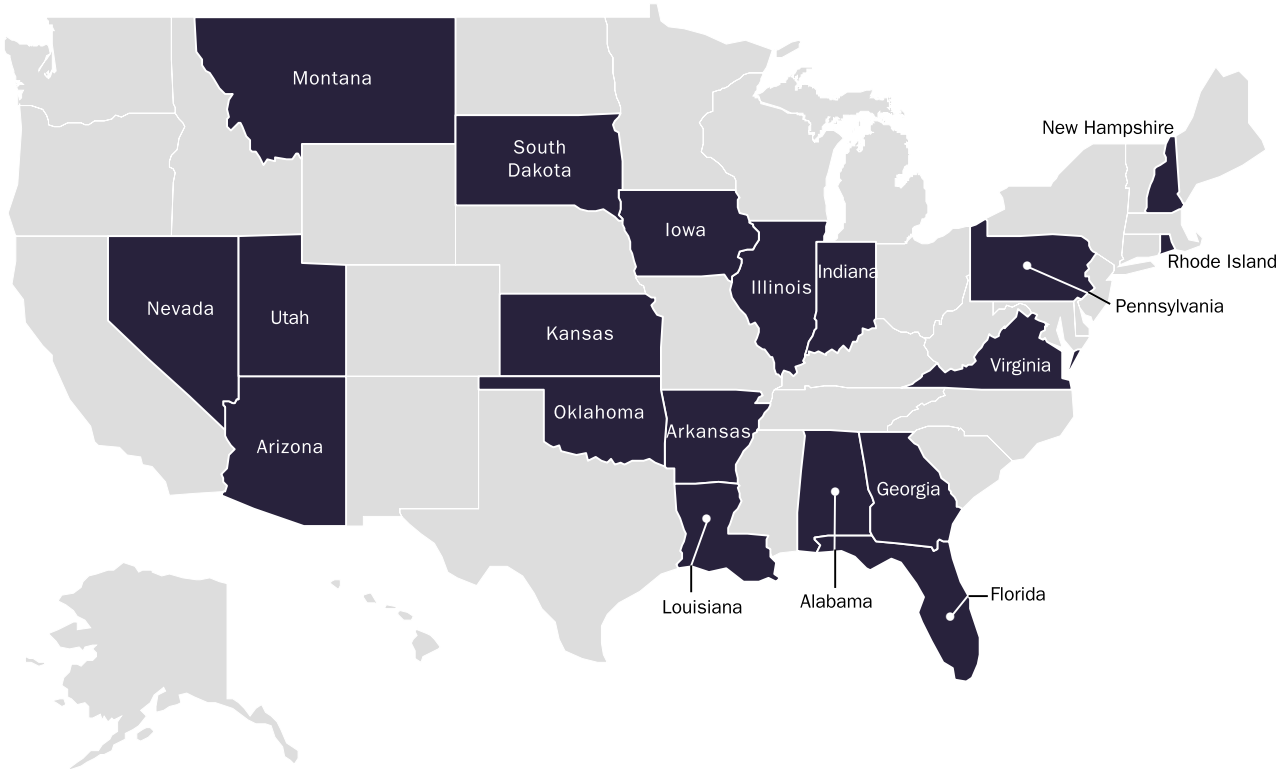 Montana
New Hampshire
South
Dakota
Iowa
Rhode Island
Indiana
Illinois
Pennsylvania
Nevada
Utah
Kansas
Virginia
Oklahoma
Arkansas
Arizona
Georgia
Florida
Alabama
Louisiana